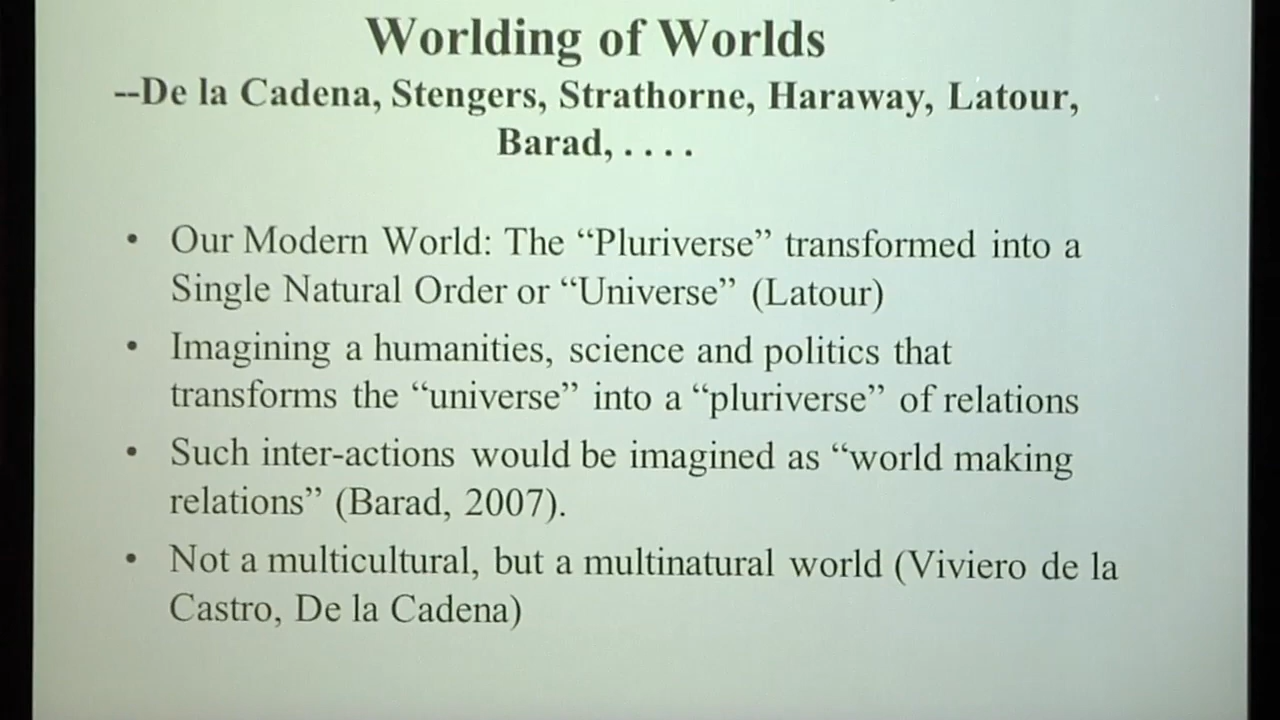 Worlding of Worlds
--De la Cadena, Stengers, Strathorne, Haraway, Latour,
Barad, . . . .
• Our Modern World: The “Pluriverse” transformed into a
Single Natural Order or “Universe” (Latour)
• Imagining a humanities, science and politics that
transforms the “universe” into a “pluriverse” of relations
• Such inter-actions would be imagined as “world making
relations” (Barad, 2007).
• Not a multicultural, but a multinatural world (Viviero de la
Castro, De la Cadena)